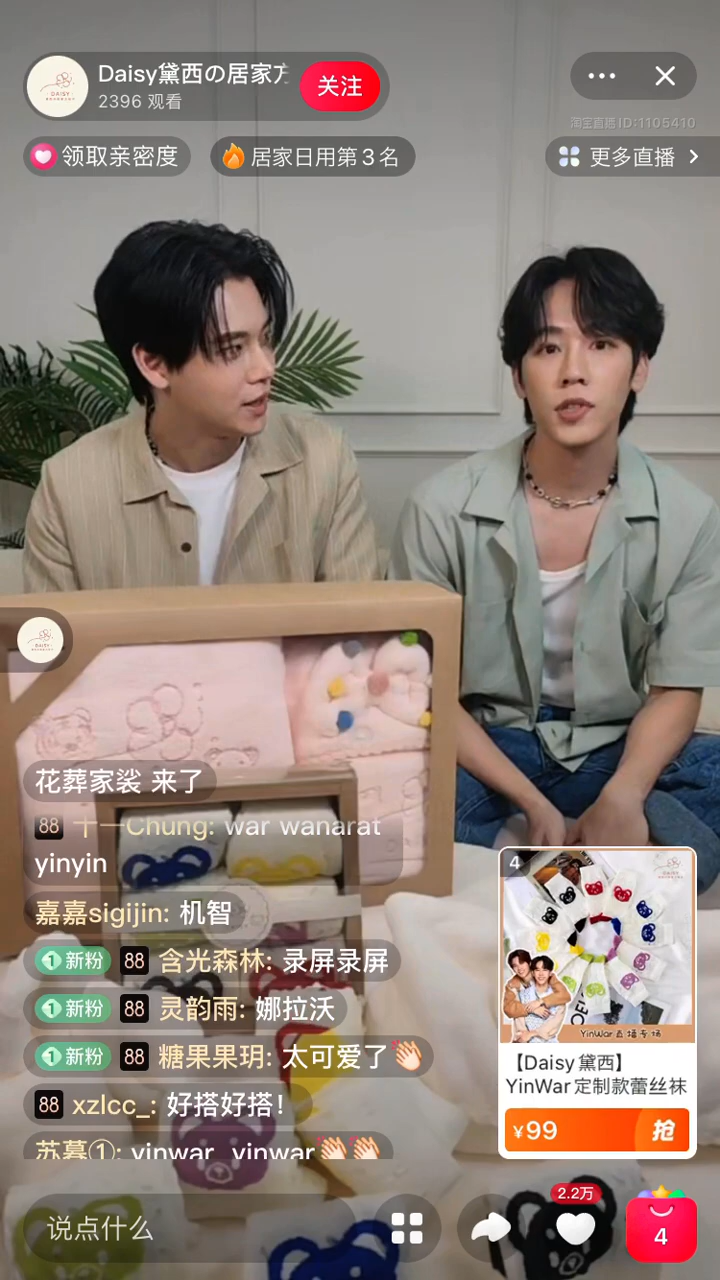 Daisy黛西の居家方
2396 观看
关注
淘宝直播ID:1105410
领取亲密度
居家日用第3名
更多直播
DAISY
花葬家裟 来了
88 十一Chung: war wanarat
yinyin
嘉嘉sigijin: 机智
1 新粉 88 含光森林: 录屏录屏
1 新粉 88 灵韵雨: 娜拉沃
1 新粉 88 糖果果玥: 太可爱了
88 xzlcc_: 好搭好搭！
苏暮①: yinwar yinwar
4
YinWar直播专场
【Daisy黛西】
YinWar定制款蕾丝袜
¥99
抢
说点什么
2.2万
4